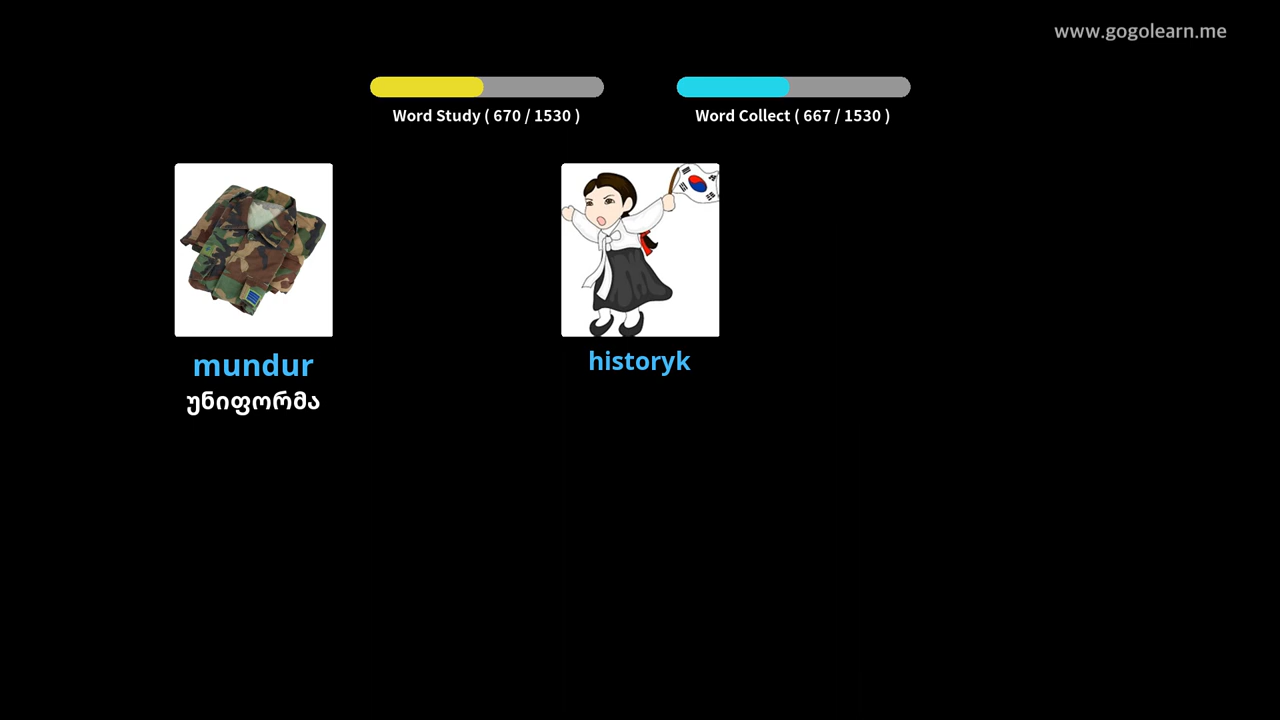 www.gogolearn.me
Word Study ( 670 / 1530 )
Word Collect ( 667 / 1530 )
mundur
უნიფორმა
historyk